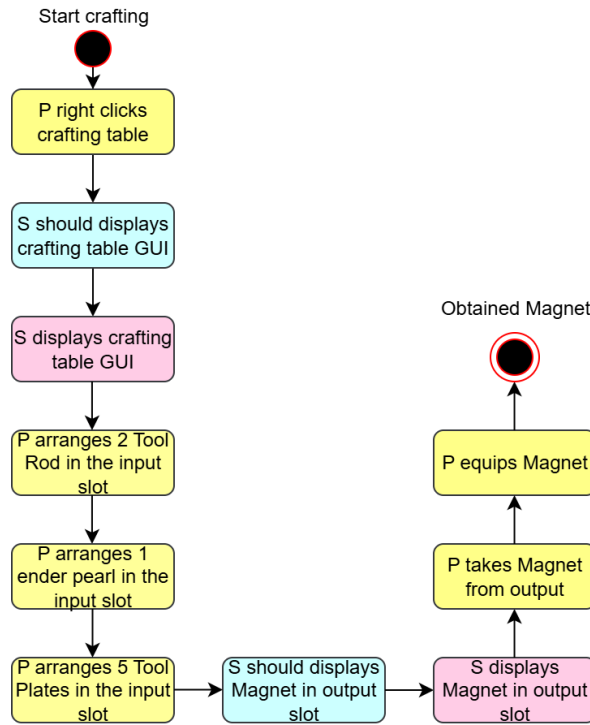 Start crafting
P right clicks
crafting table
S should displays
crafting table GUI
S displays crafting
table GUI
P arranges 2 Tool
Rod in the input
slot
P arranges 1
ender pearl in the
input slot
P arranges 5 Tool
Plates in the input
slot
S should displays
Magnet in output
slot
S displays
Magnet in output
slot
P takes Magnet
from output
P equips Magnet
Obtained Magnet